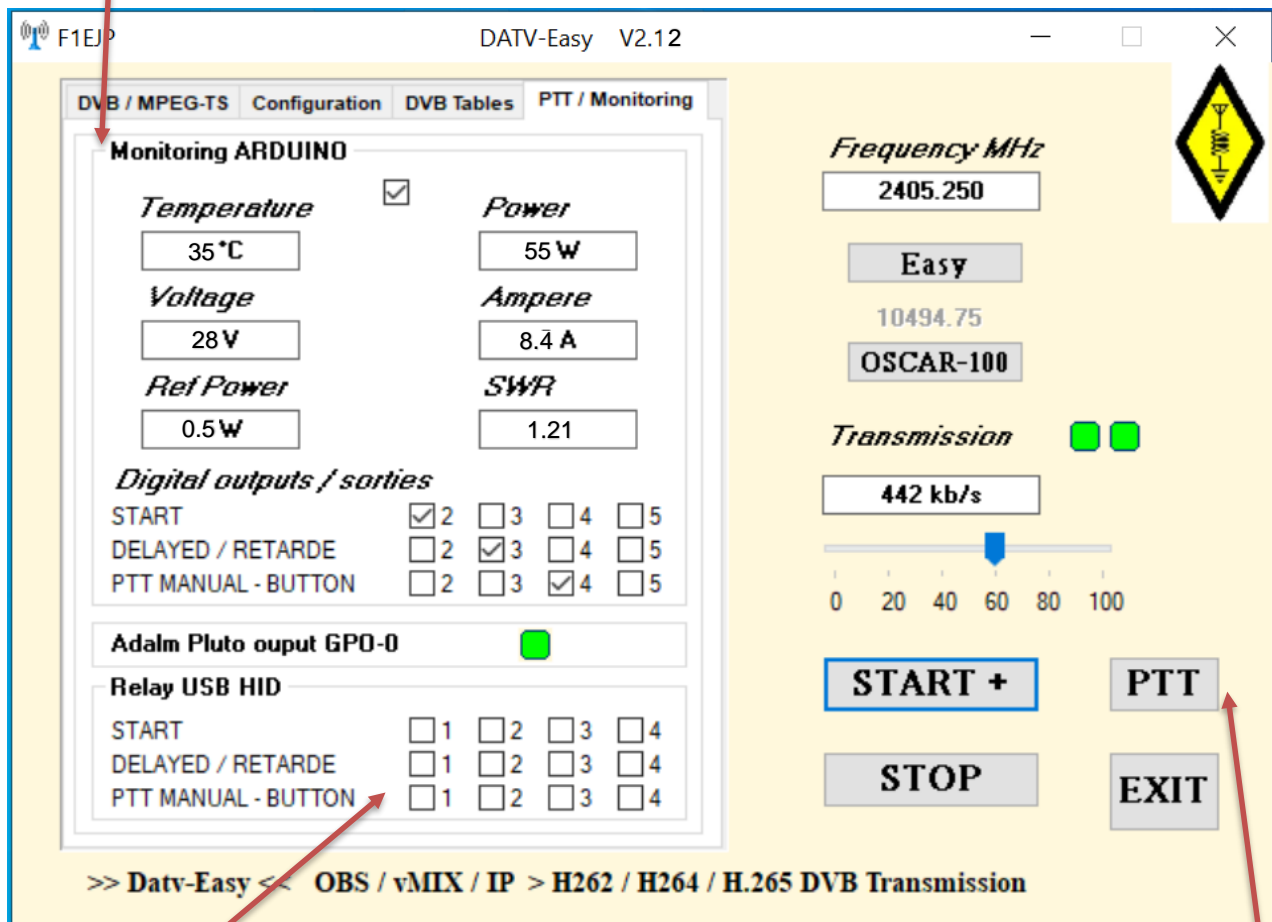 F1EJP DATV-Easy V2.12
DVB / MPEG-TS Configuration DVB Tables PTT / Monitoring
Monitoring ARDUINO
Temperature Power
35°C 55 W
Voltage Ampere
28 V 8.4 A
Ref Power SWR
0.5 W 1.21
Digital outputs / sorties
START 2 3 4 5
DELAYED / RETARDE 2 3 4 5
PTT MANUAL - BUTTON 2 3 4 5
Adalm Pluto ouput GPO-0
Relay USB HID
START 1 2 3 4
DELAYED / RETARDE 1 2 3 4
PTT MANUAL - BUTTON 1 2 3 4
Frequency MHz
2405.250
Easy
10494.75
OSCAR-100
Transmission
442 kb/s
0 20 40 60 80 100
START + PTT
STOP EXIT
>> Datv-Easy << OBS / vMIX / IP > H262 / H264 / H.265 DVB Transmission